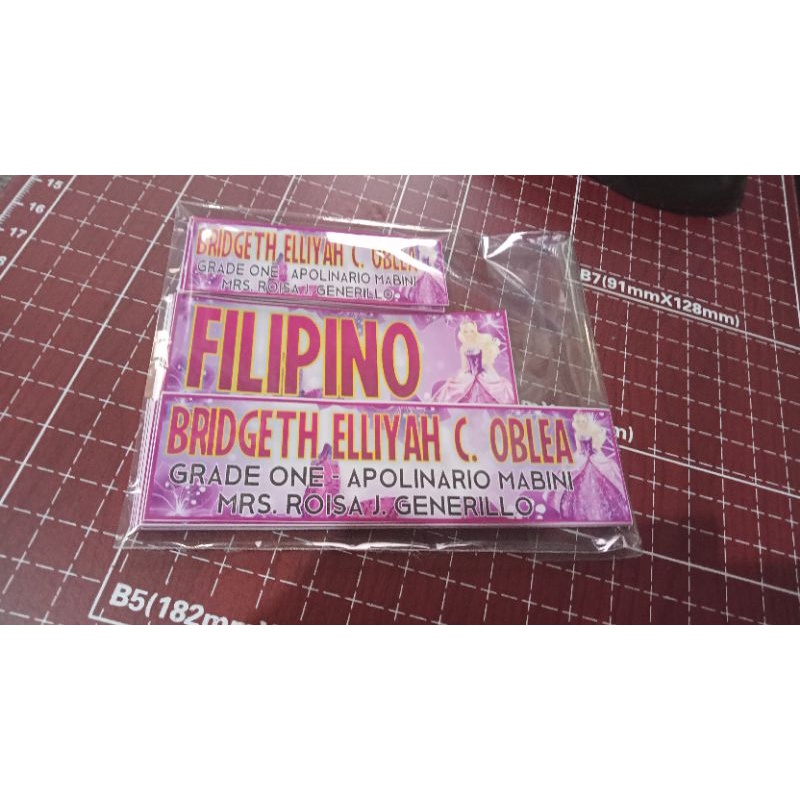 15
16
17
BRIDGETH ELLIYAH C. OBLEA
GRADE ONE - APOLINARIO MABINI
MRS. ROISA J. GENERILLO
B7(91mmX128mm)
FILIPINO
BRIDGETH ELLIYAH C. OBLEA
GRADE ONE - APOLINARIO MABINI
MRS. ROISA J. GENERILLO
B5(182mm